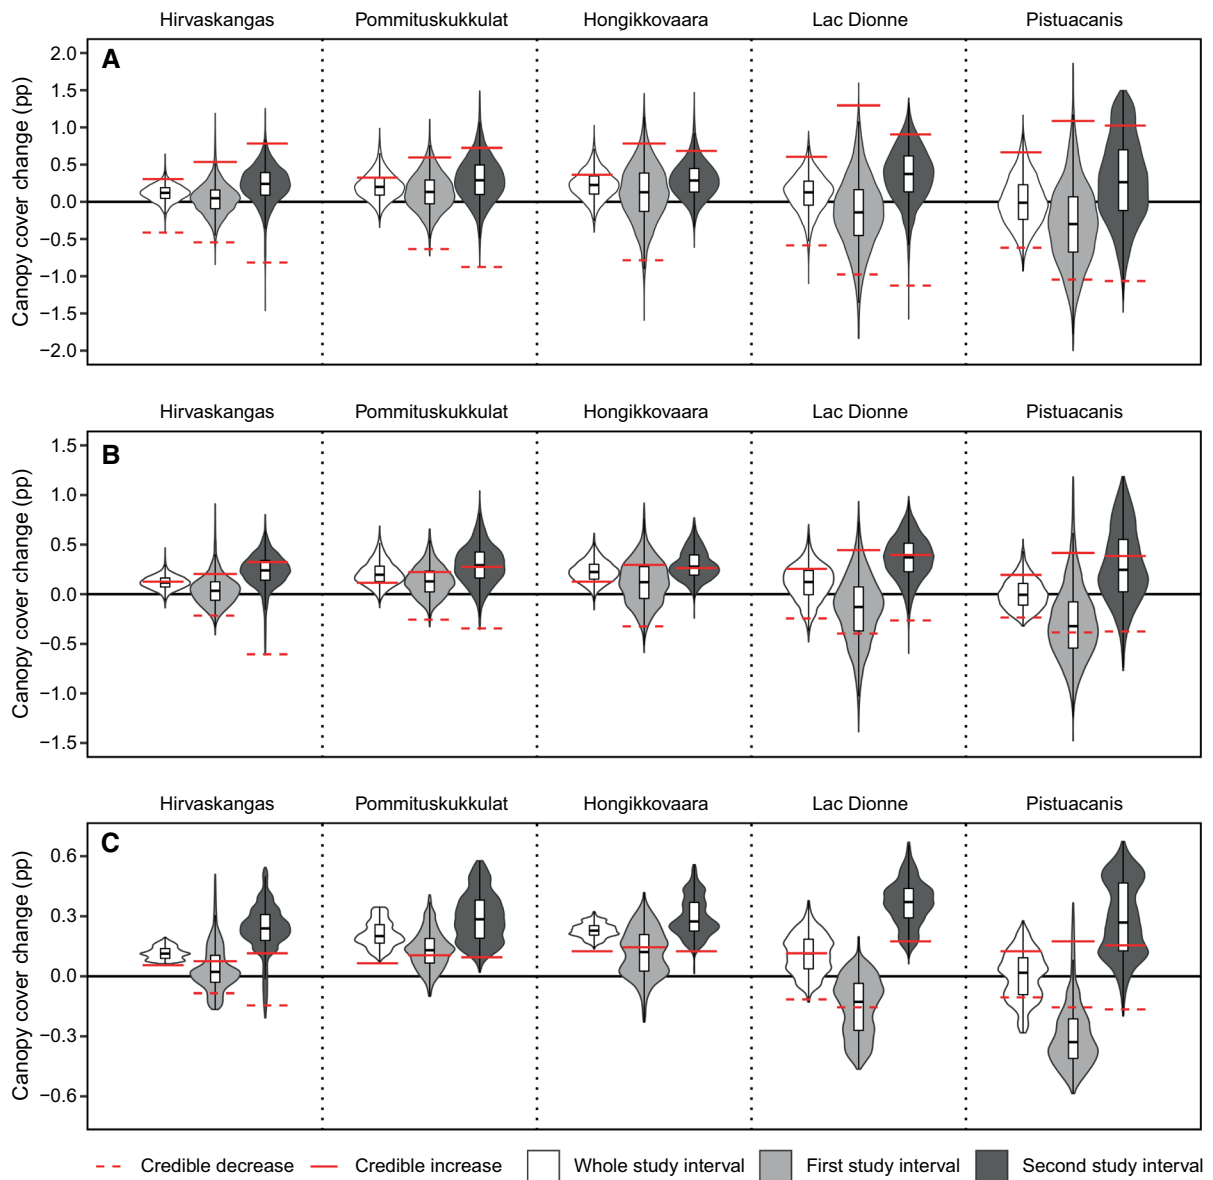 Hirvaskangas Pommituskukkulat Hongikkovaara Lac Dionne Pistuacanis
A
Canopy cover change (pp)
2.0
1.5
1.0
0.5
0.0
−0.5
−1.0
−1.5
−2.0
Hirvaskangas Pommituskukkulat Hongikkovaara Lac Dionne Pistuacanis
B
Canopy cover change (pp)
1.5
1.0
0.5
0.0
−0.5
−1.0
−1.5
Hirvaskangas Pommituskukkulat Hongikkovaara Lac Dionne Pistuacanis
C
Canopy cover change (pp)
0.6
0.3
0.0
−0.3
−0.6
Credible decrease Credible increase Whole study interval First study interval Second study interval